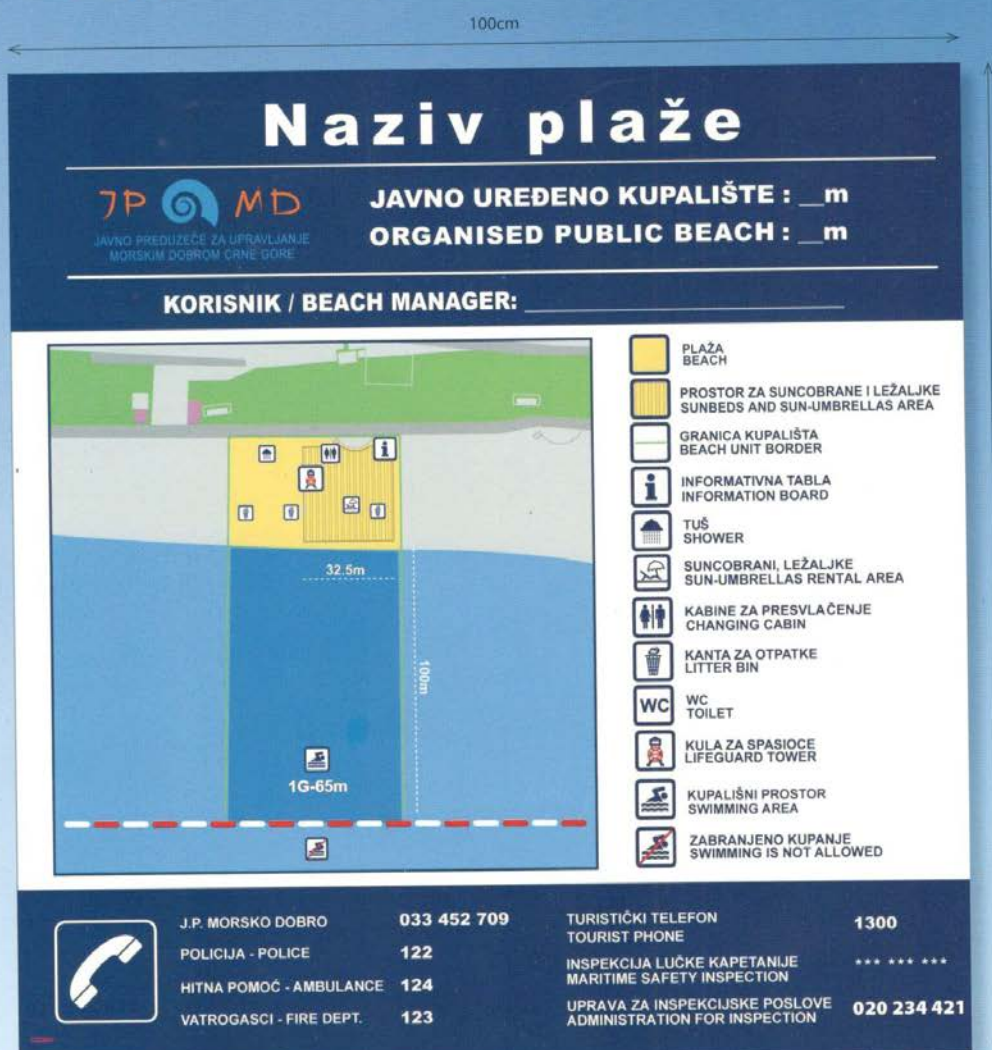 100cm
Naziv plaže
JP MD
JAVNO PREDUZEĆE ZA UPRAVLJANJE
MORSKIM DOBROM CRNE GORE
JAVNO UREĐENO KUPALIŠTE : __m
ORGANISED PUBLIC BEACH : __m
KORISNIK / BEACH MANAGER: ____________________
32.5m
100m
1G-65m
PLAŽA
BEACH
PROSTOR ZA SUNCOBRANE I LEŽALJKE
SUNBEDS AND SUN-UMBRELLAS AREA
GRANICA KUPALIŠTA
BEACH UNIT BORDER
i
INFORMATIVNA TABLA
INFORMATION BOARD
TUŠ
SHOWER
SUNCOBRANI, LEŽALJKE
SUN-UMBRELLAS RENTAL AREA
KABINE ZA PRESVLAČENJE
CHANGING CABIN
KANTA ZA OTPATKE
LITTER BIN
WC
WC
TOILET
KULA ZA SPASIOCE
LIFEGUARD TOWER
KUPALIŠNI PROSTOR
SWIMMING AREA
ZABRANJENO KUPANJE
SWIMMING IS NOT ALLOWED
J.P. MORSKO DOBRO 033 452 709
POLICIJA - POLICE 122
HITNA POMOĆ - AMBULANCE 124
VATROGASCI - FIRE DEPT. 123
TURISTIČKI TELEFON
TOURIST PHONE 1300
INSPEKCIJA LUČKE KAPETANIJE
MARITIME SAFETY INSPECTION *** *** ***
UPRAVA ZA INSPEKCIJSKE POSLOVE
ADMINISTRATION FOR INSPECTION 020 234 421